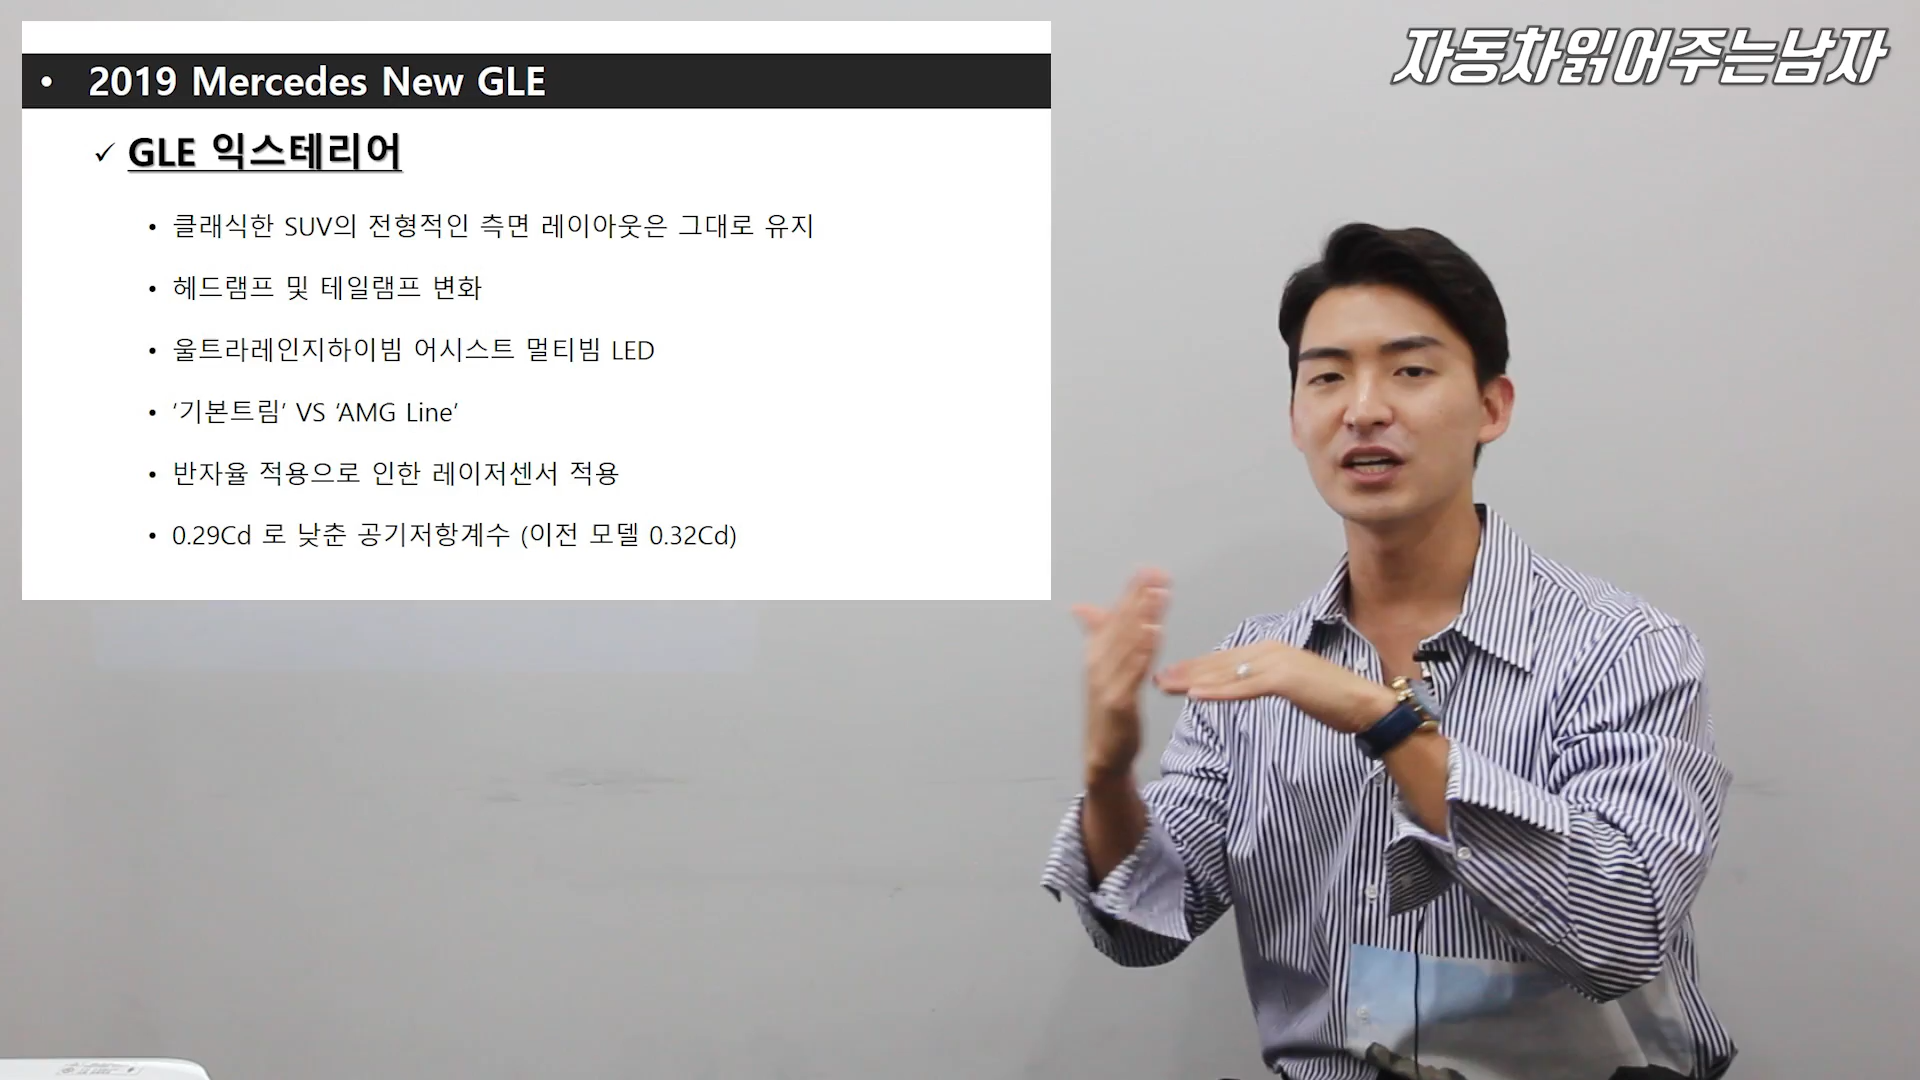 자동차읽어주는남자
• 2019 Mercedes New GLE
✓ GLE 익스테리어
• 클래식한 SUV의 전형적인 측면 레이아웃은 그대로 유지
• 헤드램프 및 테일램프 변화
• 울트라레인지하이빔 어시스트 멀티빔 LED
• ‘기본트림’ VS ‘AMG Line’
• 반자율 적용으로 인한 레이저센서 적용
• 0.29Cd 로 낮춘 공기저항계수 (이전 모델 0.32Cd)